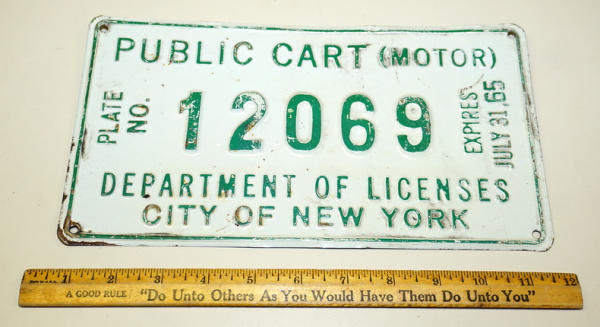 PUBLIC CART (MOTOR)
PLATE
NO.
12069
EXPIRES
JULY 31, 65
DEPARTMENT OF LICENSES
CITY OF NEW YORK
1 2 3 4 5 6 7 8 9 10 11 12
A GOOD RULE "Do Unto Others As You Would Have Them Do Unto You"